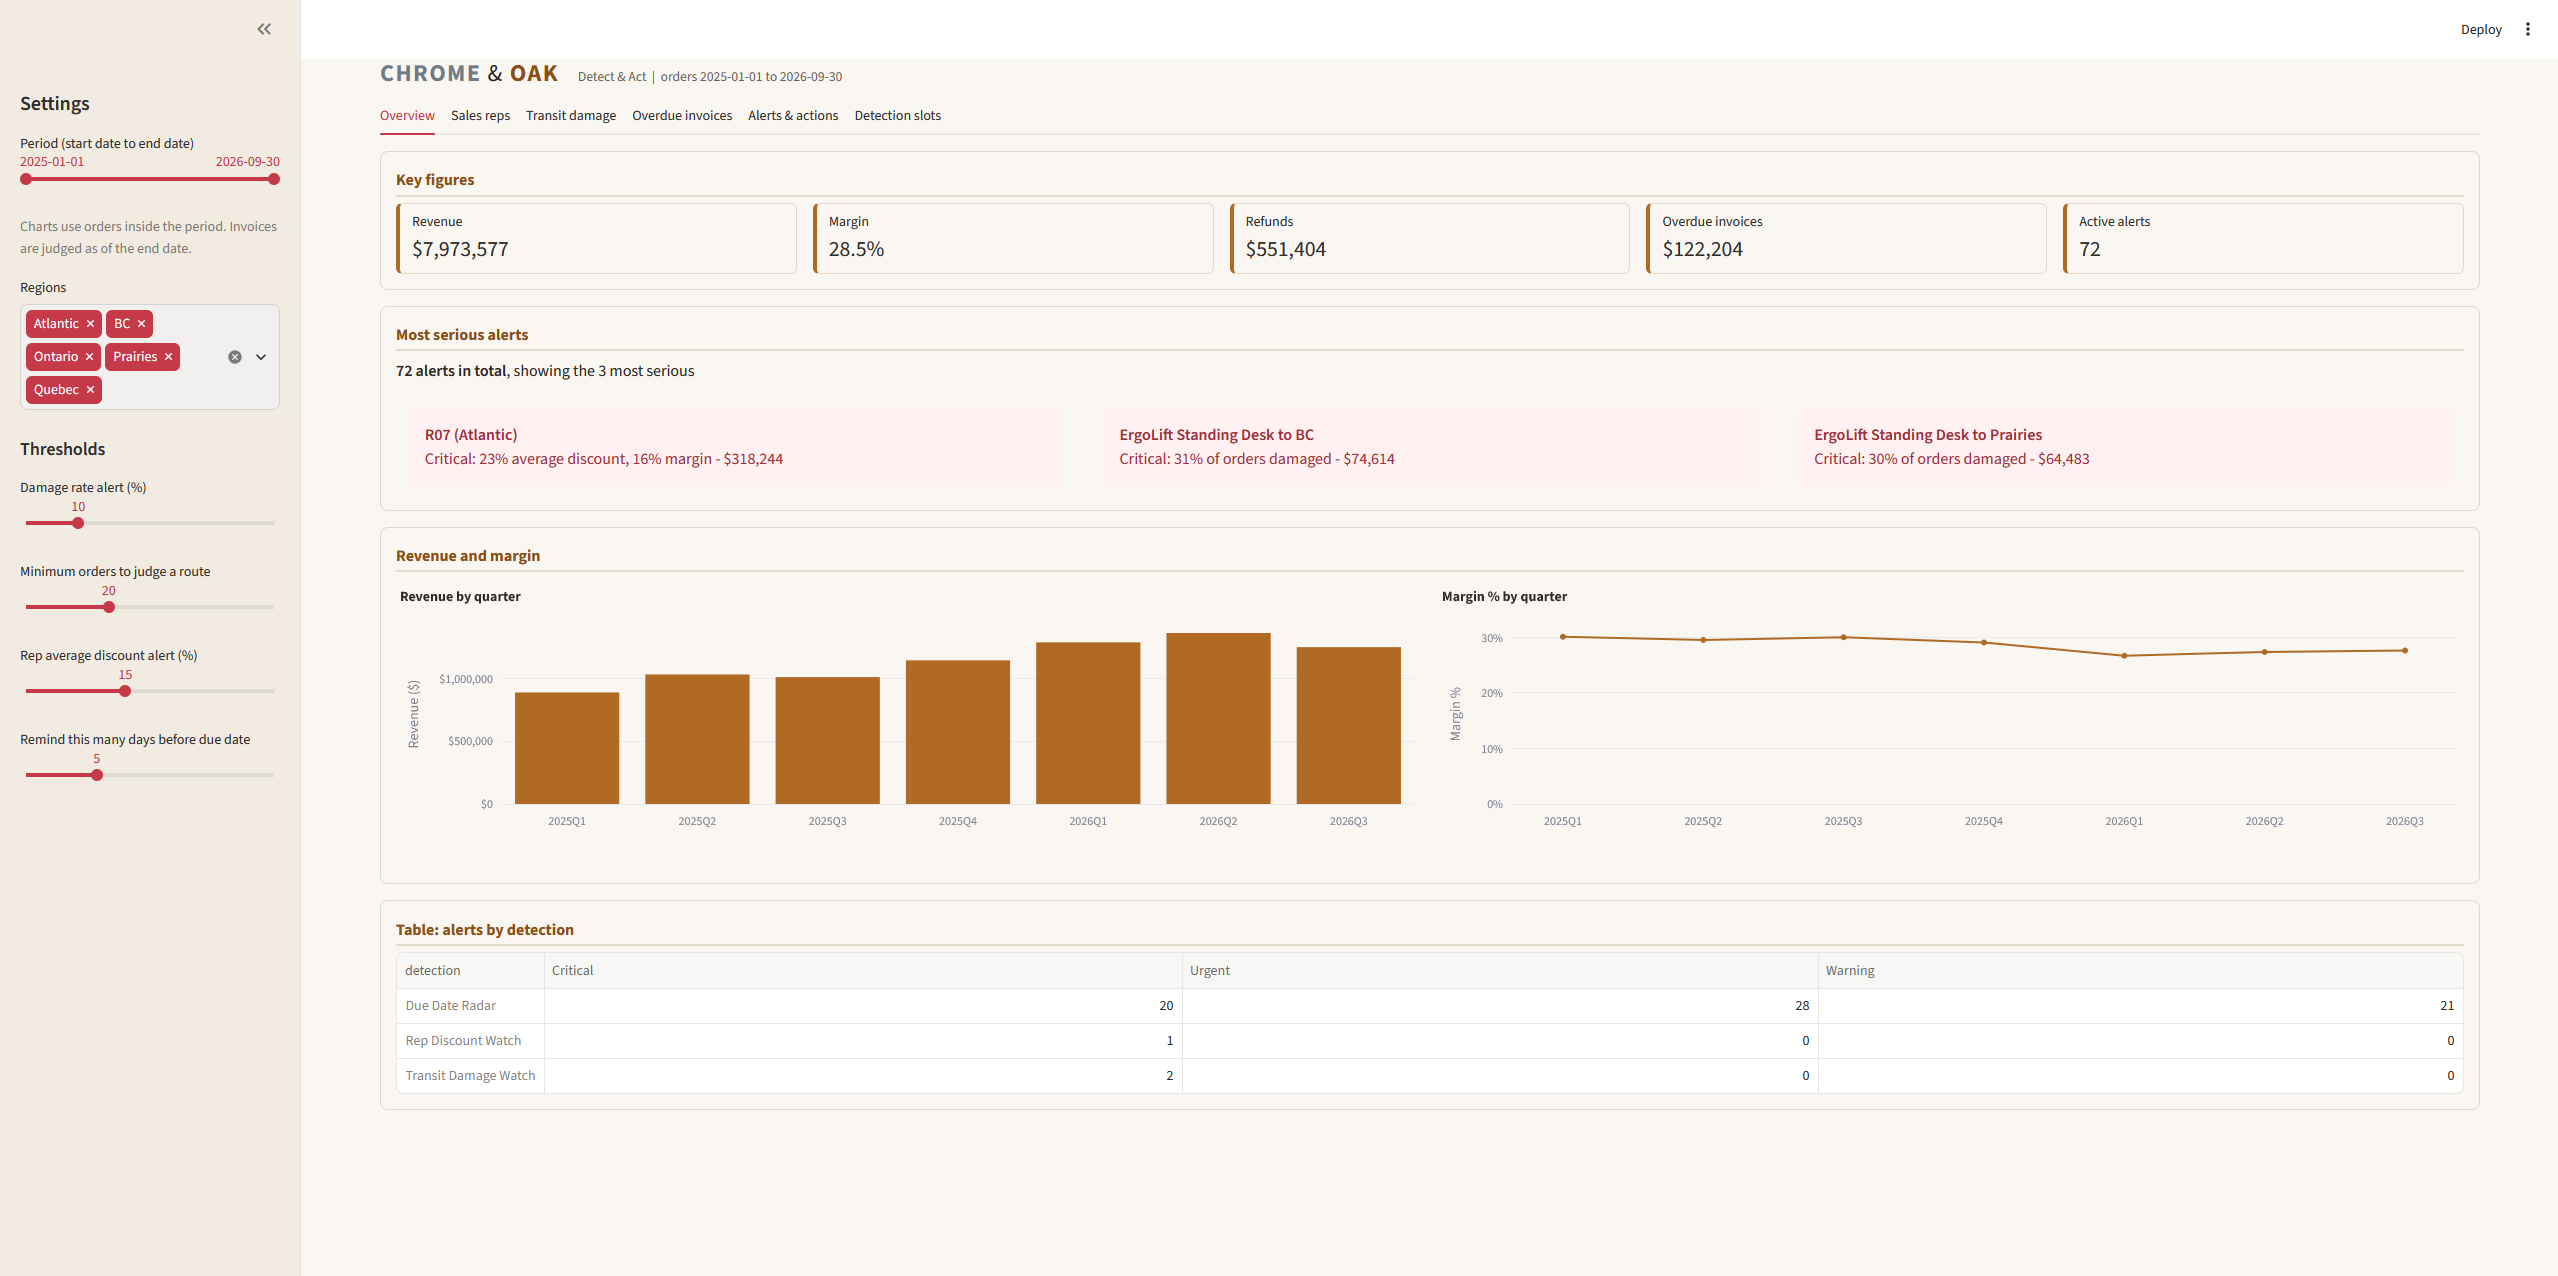 Deploy
Settings
Period (start date to end date)
2025-01-01 2026-09-30
Charts use orders inside the period. Invoices
are judged as of the end date.
Regions
Atlantic BC
Ontario Prairies
Quebec
Thresholds
Damage rate alert (%)
10
Minimum orders to judge a route
20
Rep average discount alert (%)
15
Remind this many days before due date
5
CHROME & OAK Detect & Act | orders 2025-01-01 to 2026-09-30
Overview Sales reps Transit damage Overdue invoices Alerts & actions Detection slots
Key figures
Revenue
$7,973,577
Margin
28.5%
Refunds
$551,404
Overdue invoices
$122,204
Active alerts
72
Most serious alerts
72 alerts in total, showing the 3 most serious
R07 (Atlantic)
Critical: 23% average discount, 16% margin - $318,244
ErgoLift Standing Desk to BC
Critical: 31% of orders damaged - $74,614
ErgoLift Standing Desk to Prairies
Critical: 30% of orders damaged - $64,483
Revenue and margin
Revenue by quarter
Revenue ($)
$1,000,000
$500,000
$0
2025Q1 2025Q2 2025Q3 2025Q4 2026Q1 2026Q2 2026Q3
Margin % by quarter
Margin %
30%
20%
10%
0%
2025Q1 2025Q2 2025Q3 2025Q4 2026Q1 2026Q2 2026Q3
Table: alerts by detection
detection Critical Urgent Warning
Due Date Radar 20 28 21
Rep Discount Watch 1 0 0
Transit Damage Watch 2 0 0